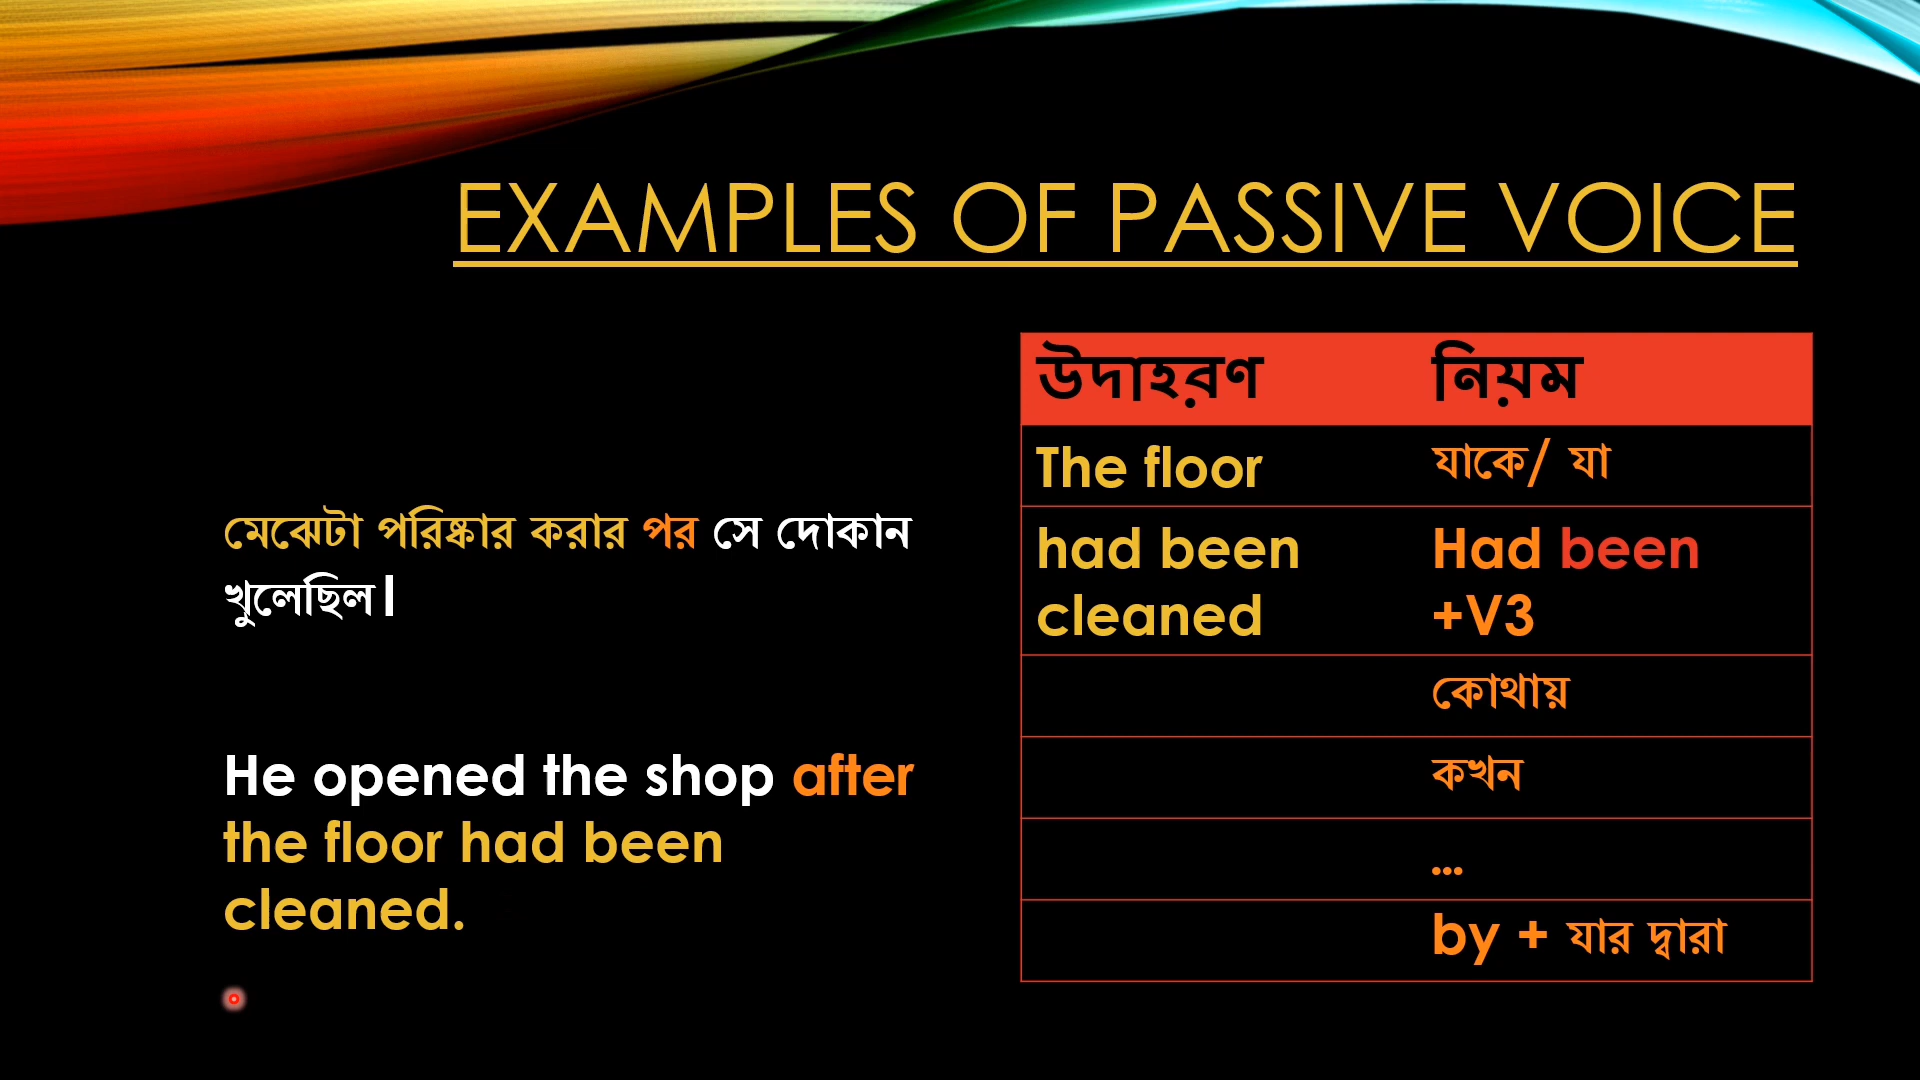 EXAMPLES OF PASSIVE VOICE
মেঝেটা পরিষ্কার করার পর সে দোকান
খুলেছিল।
He opened the shop after
the floor had been
cleaned.
উদাহরণ নিয়ম
The floor যাকে/ যা
had been Had been
cleaned +V3
কোথায়
কখন
...
by + যার দ্বারা